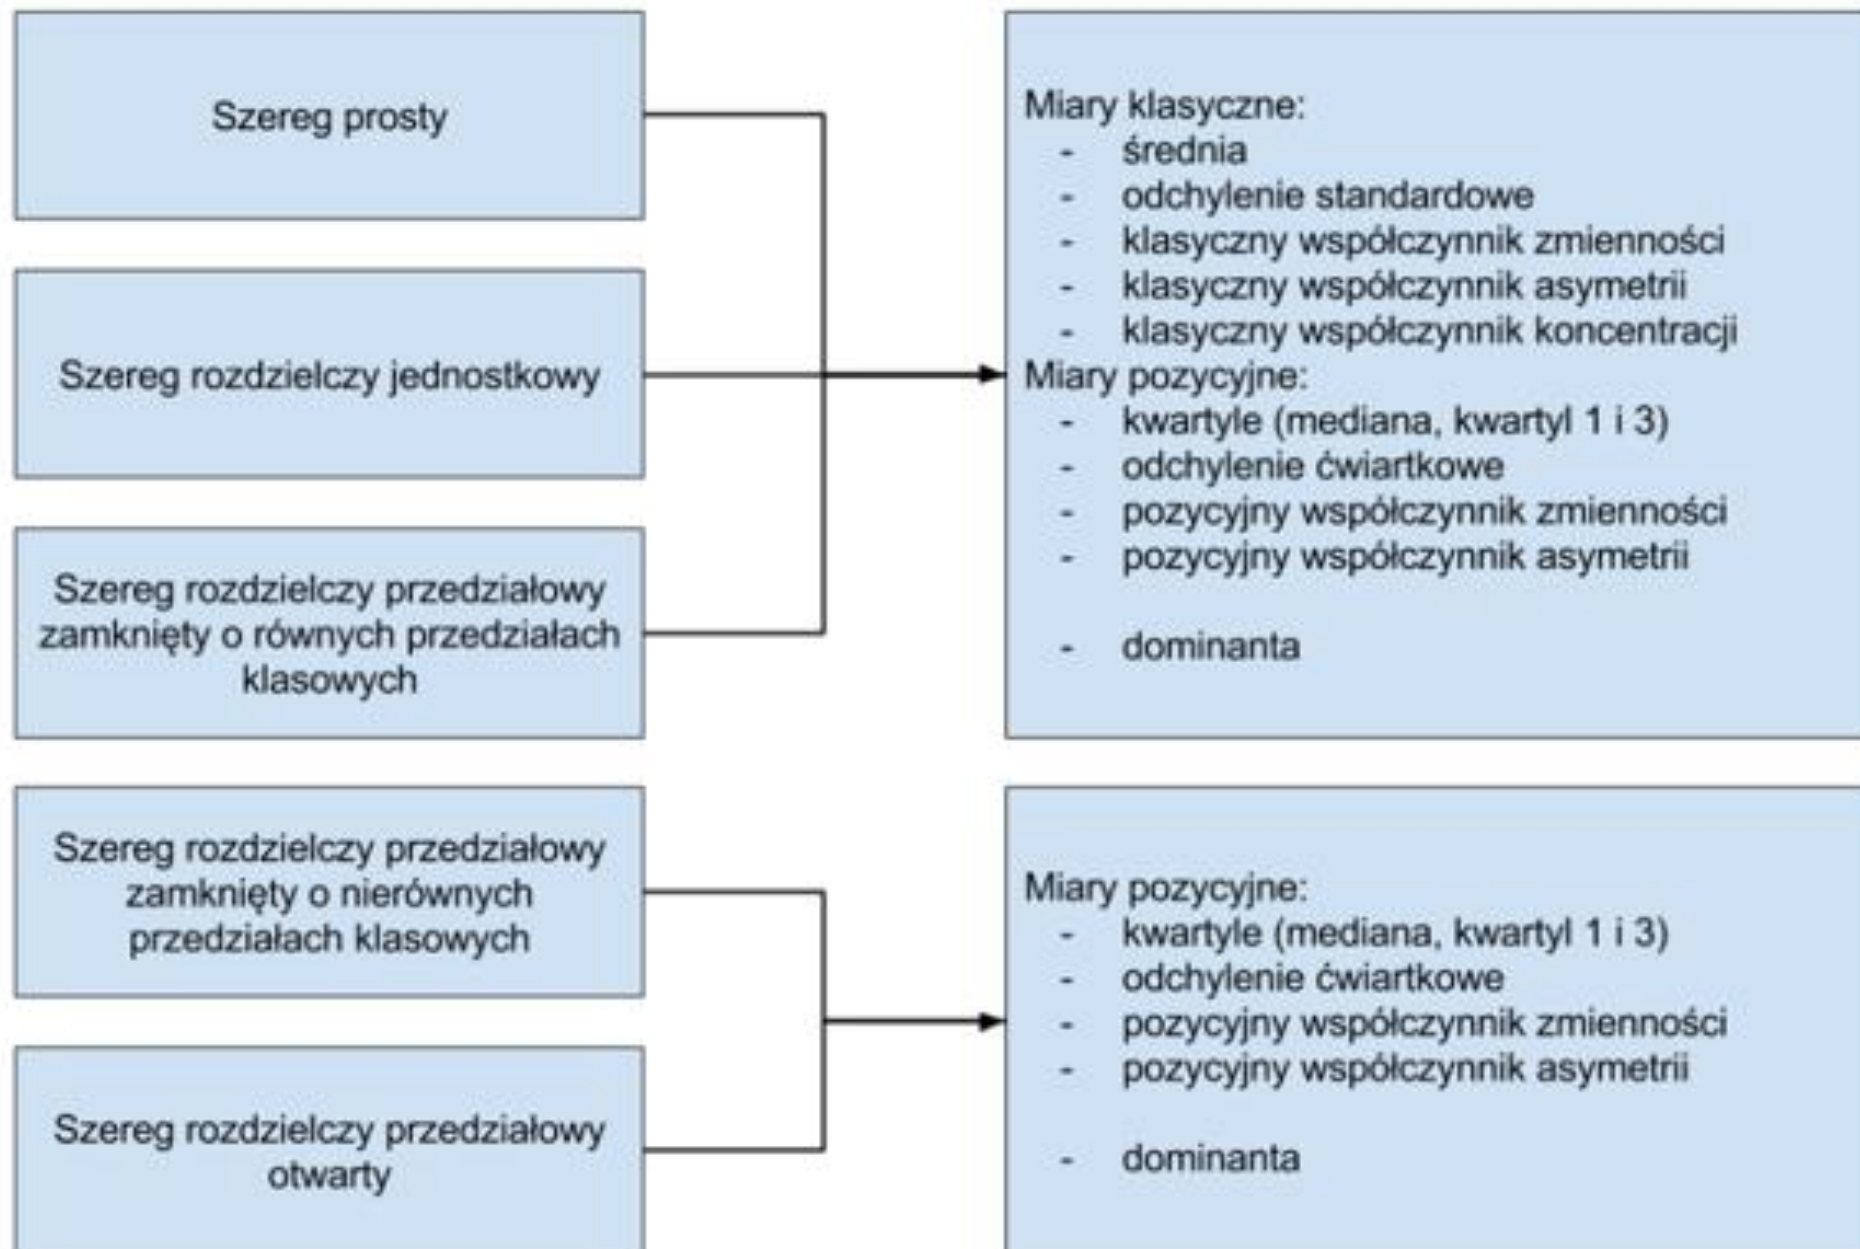 Szereg prosty
Szereg rozdzielczy jednostkowy
Szereg rozdzielczy przedziałowy
zamknięty o równych przedziałach
klasowych
Miary klasyczne:
- średnia
- odchylenie standardowe
- klasyczny współczynnik zmienności
- klasyczny współczynnik asymetrii
- klasyczny współczynnik koncentracji
Miary pozycyjne:
- kwartyle (mediana, kwartyl 1 i 3)
- odchylenie ćwiartkowe
- pozycyjny współczynnik zmienności
- pozycyjny współczynnik asymetrii
- dominanta
Szereg rozdzielczy przedziałowy
zamknięty o nierównych
przedziałach klasowych
Szereg rozdzielczy przedziałowy
otwarty
Miary pozycyjne:
- kwartyle (mediana, kwartyl 1 i 3)
- odchylenie ćwiartkowe
- pozycyjny współczynnik zmienności
- pozycyjny współczynnik asymetrii
- dominanta